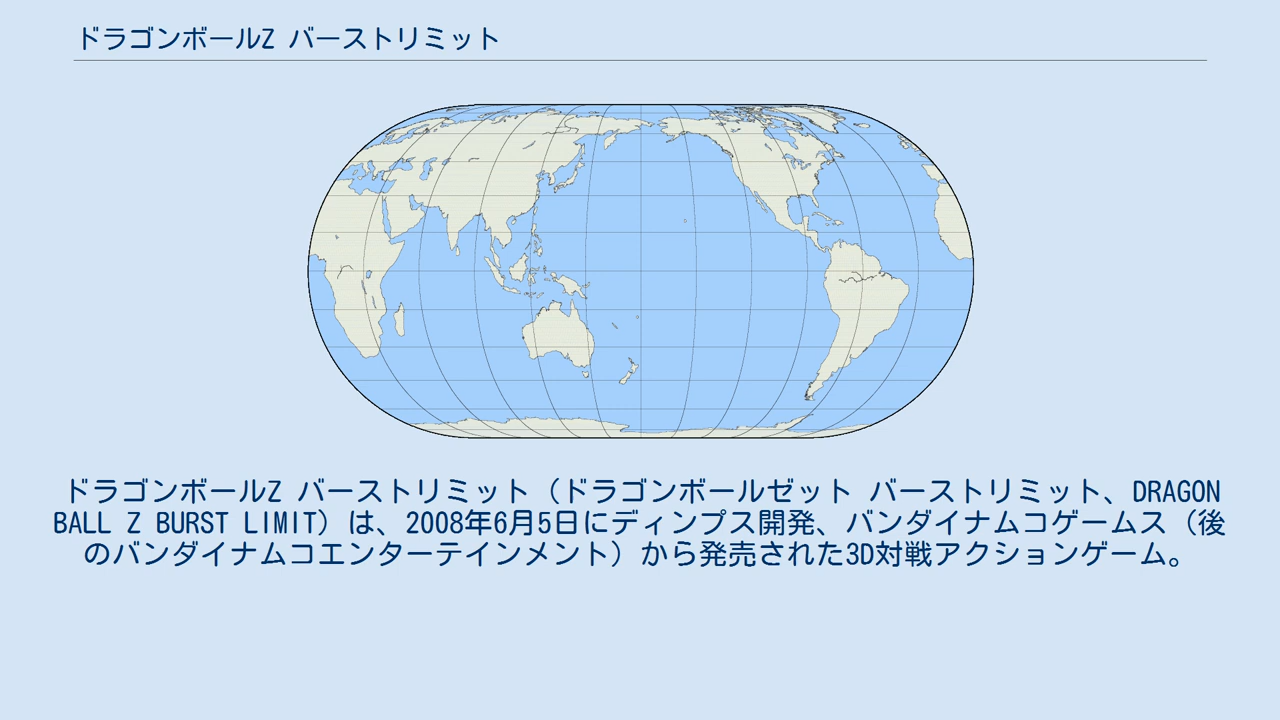 ドラゴンボールZ バーストリミット
ドラゴンボールZ バーストリミット（ドラゴンボールゼット バーストリミット、DRAGON
BALL Z BURST LIMIT）は、2008年6月5日にディンプス開発、バンダイナムコゲームス（後
のバンダイナムコエンターテインメント）から発売された3D対戦アクションゲーム。